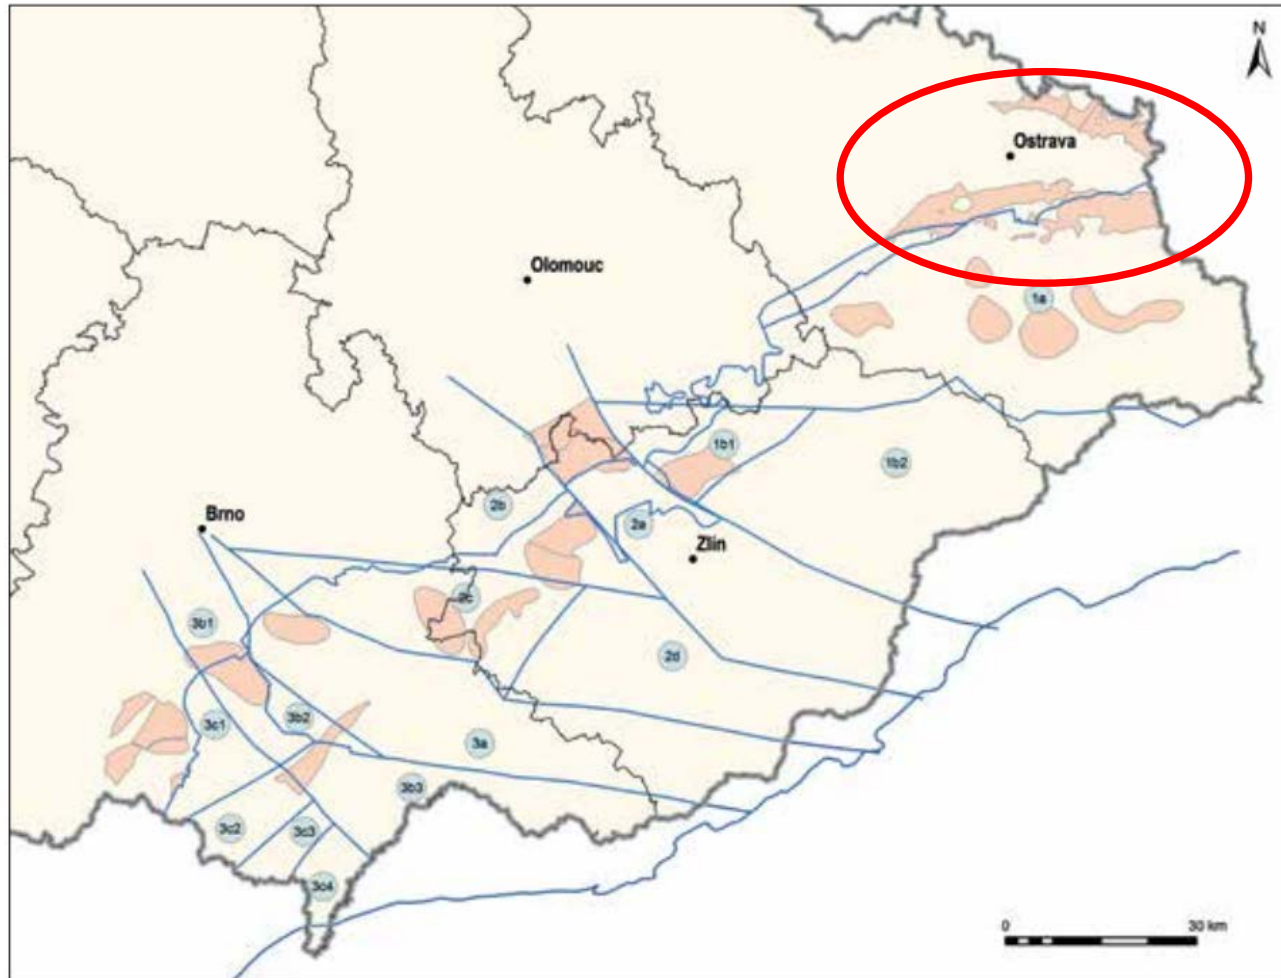 N
Ostrava
Olomouc
1a
1b1
1b2
2b
Brno
2a
Zlín
2c
3b1
2d
3c1
3b2
3a
3b3
3c2
3c3
3c4
0 30 km